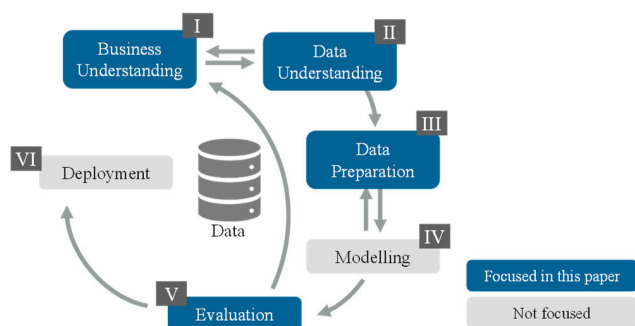 I
Business
Understanding
II
Data
Understanding
III
Data
Preparation
VI
Deployment
Data
IV
Modelling
V
Evaluation
Focused in this paper
Not focused